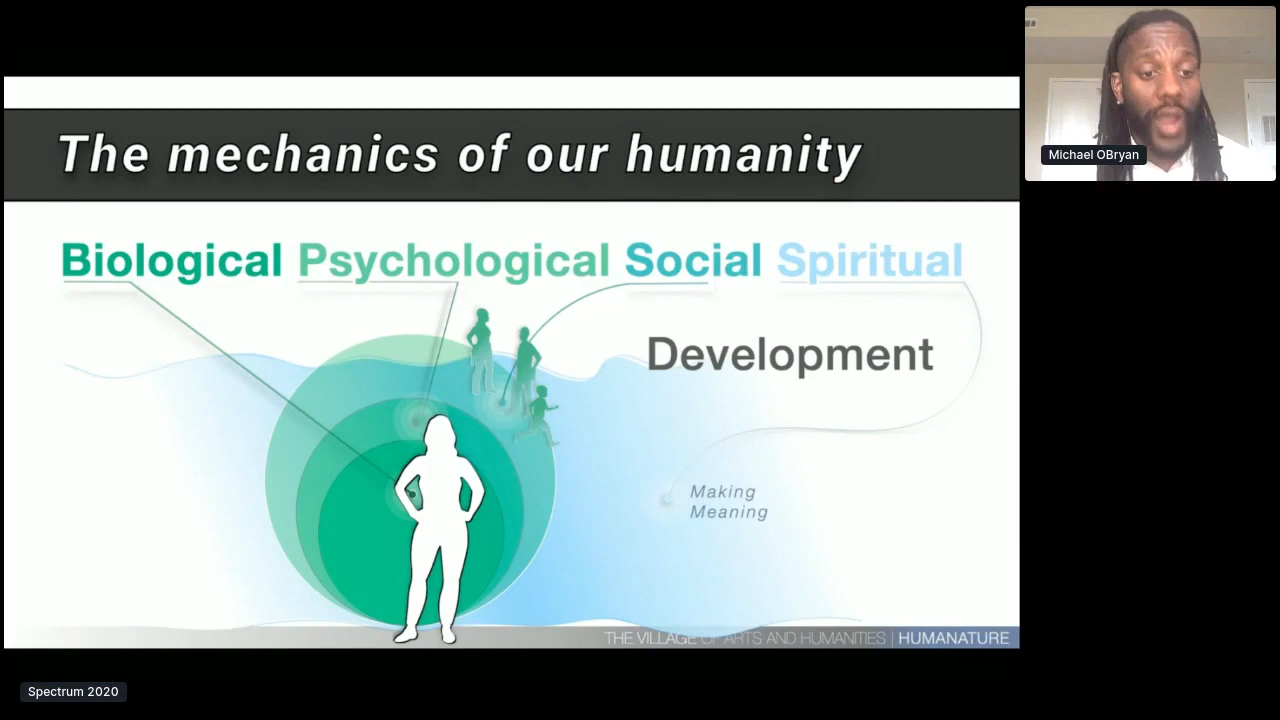 The mechanics of our humanity
Michael OBryan
Biological Psychological Social Spiritual
Development
Making
Meaning
THE VILLAGE OF ARTS AND HUMANITIES | HUMANATURE
Spectrum 2020